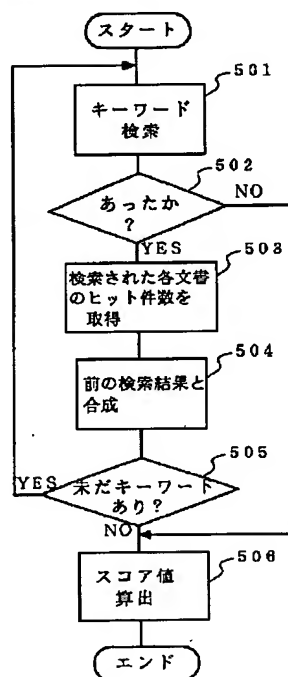 スタート
501
キーワード
検索
502
あったか
?
NO
YES
503
検索された各文書
のヒット件数を
取得
504
前の検索結果と
合成
505
YES
未だキーワード
あり?
NO
506
スコア値
算出
エンド